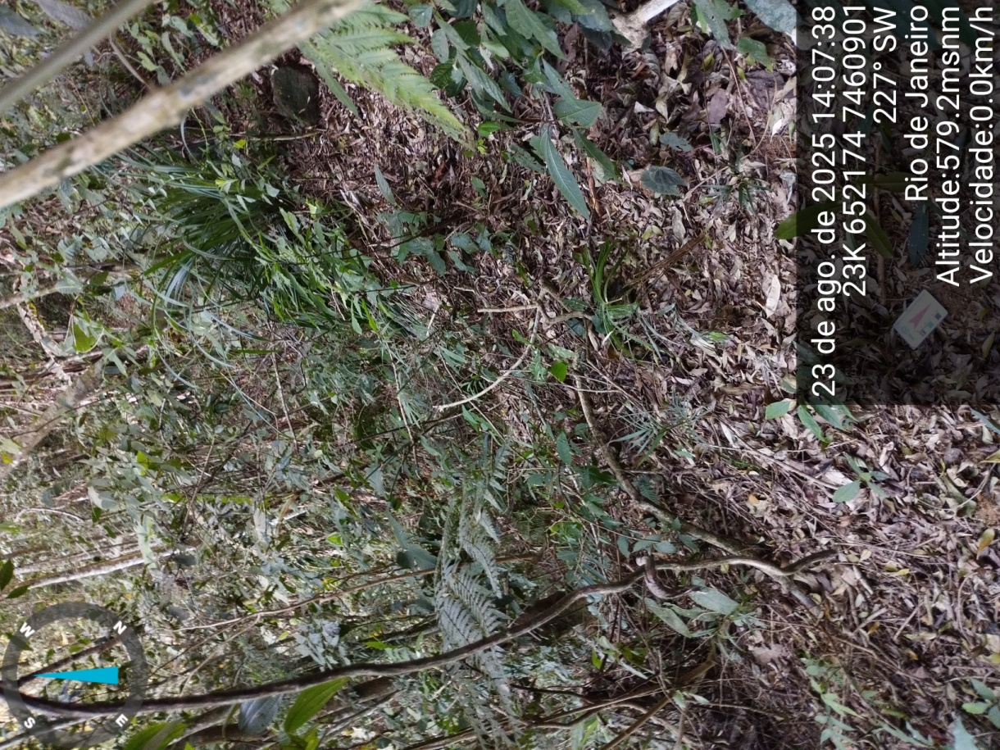 23 de ago. de 2025 14:07:38
23K 652174 7460901
227° SW
Rio de Janeiro
Altitude:579.2msnm
Velocidade:0.0km/h
N
E
S
W